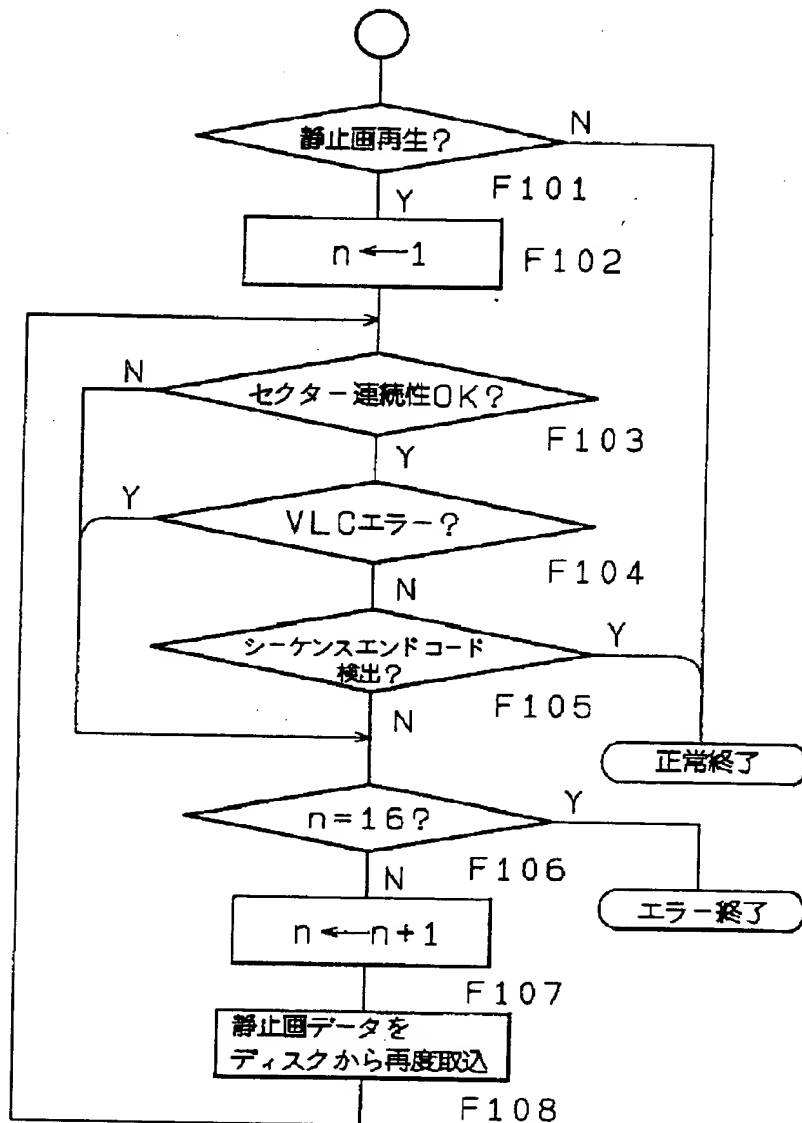 静止画再生?
N
F101
Y
n←1
F102
N
セクター連続性OK?
F103
Y
Y
VLCエラー?
F104
N
シーケンスエンドコード
検出?
Y
F105
N
正常終了
n=16?
Y
F106
N
エラー終了
n←n+1
F107
静止画データを
ディスクから再度取込
F108